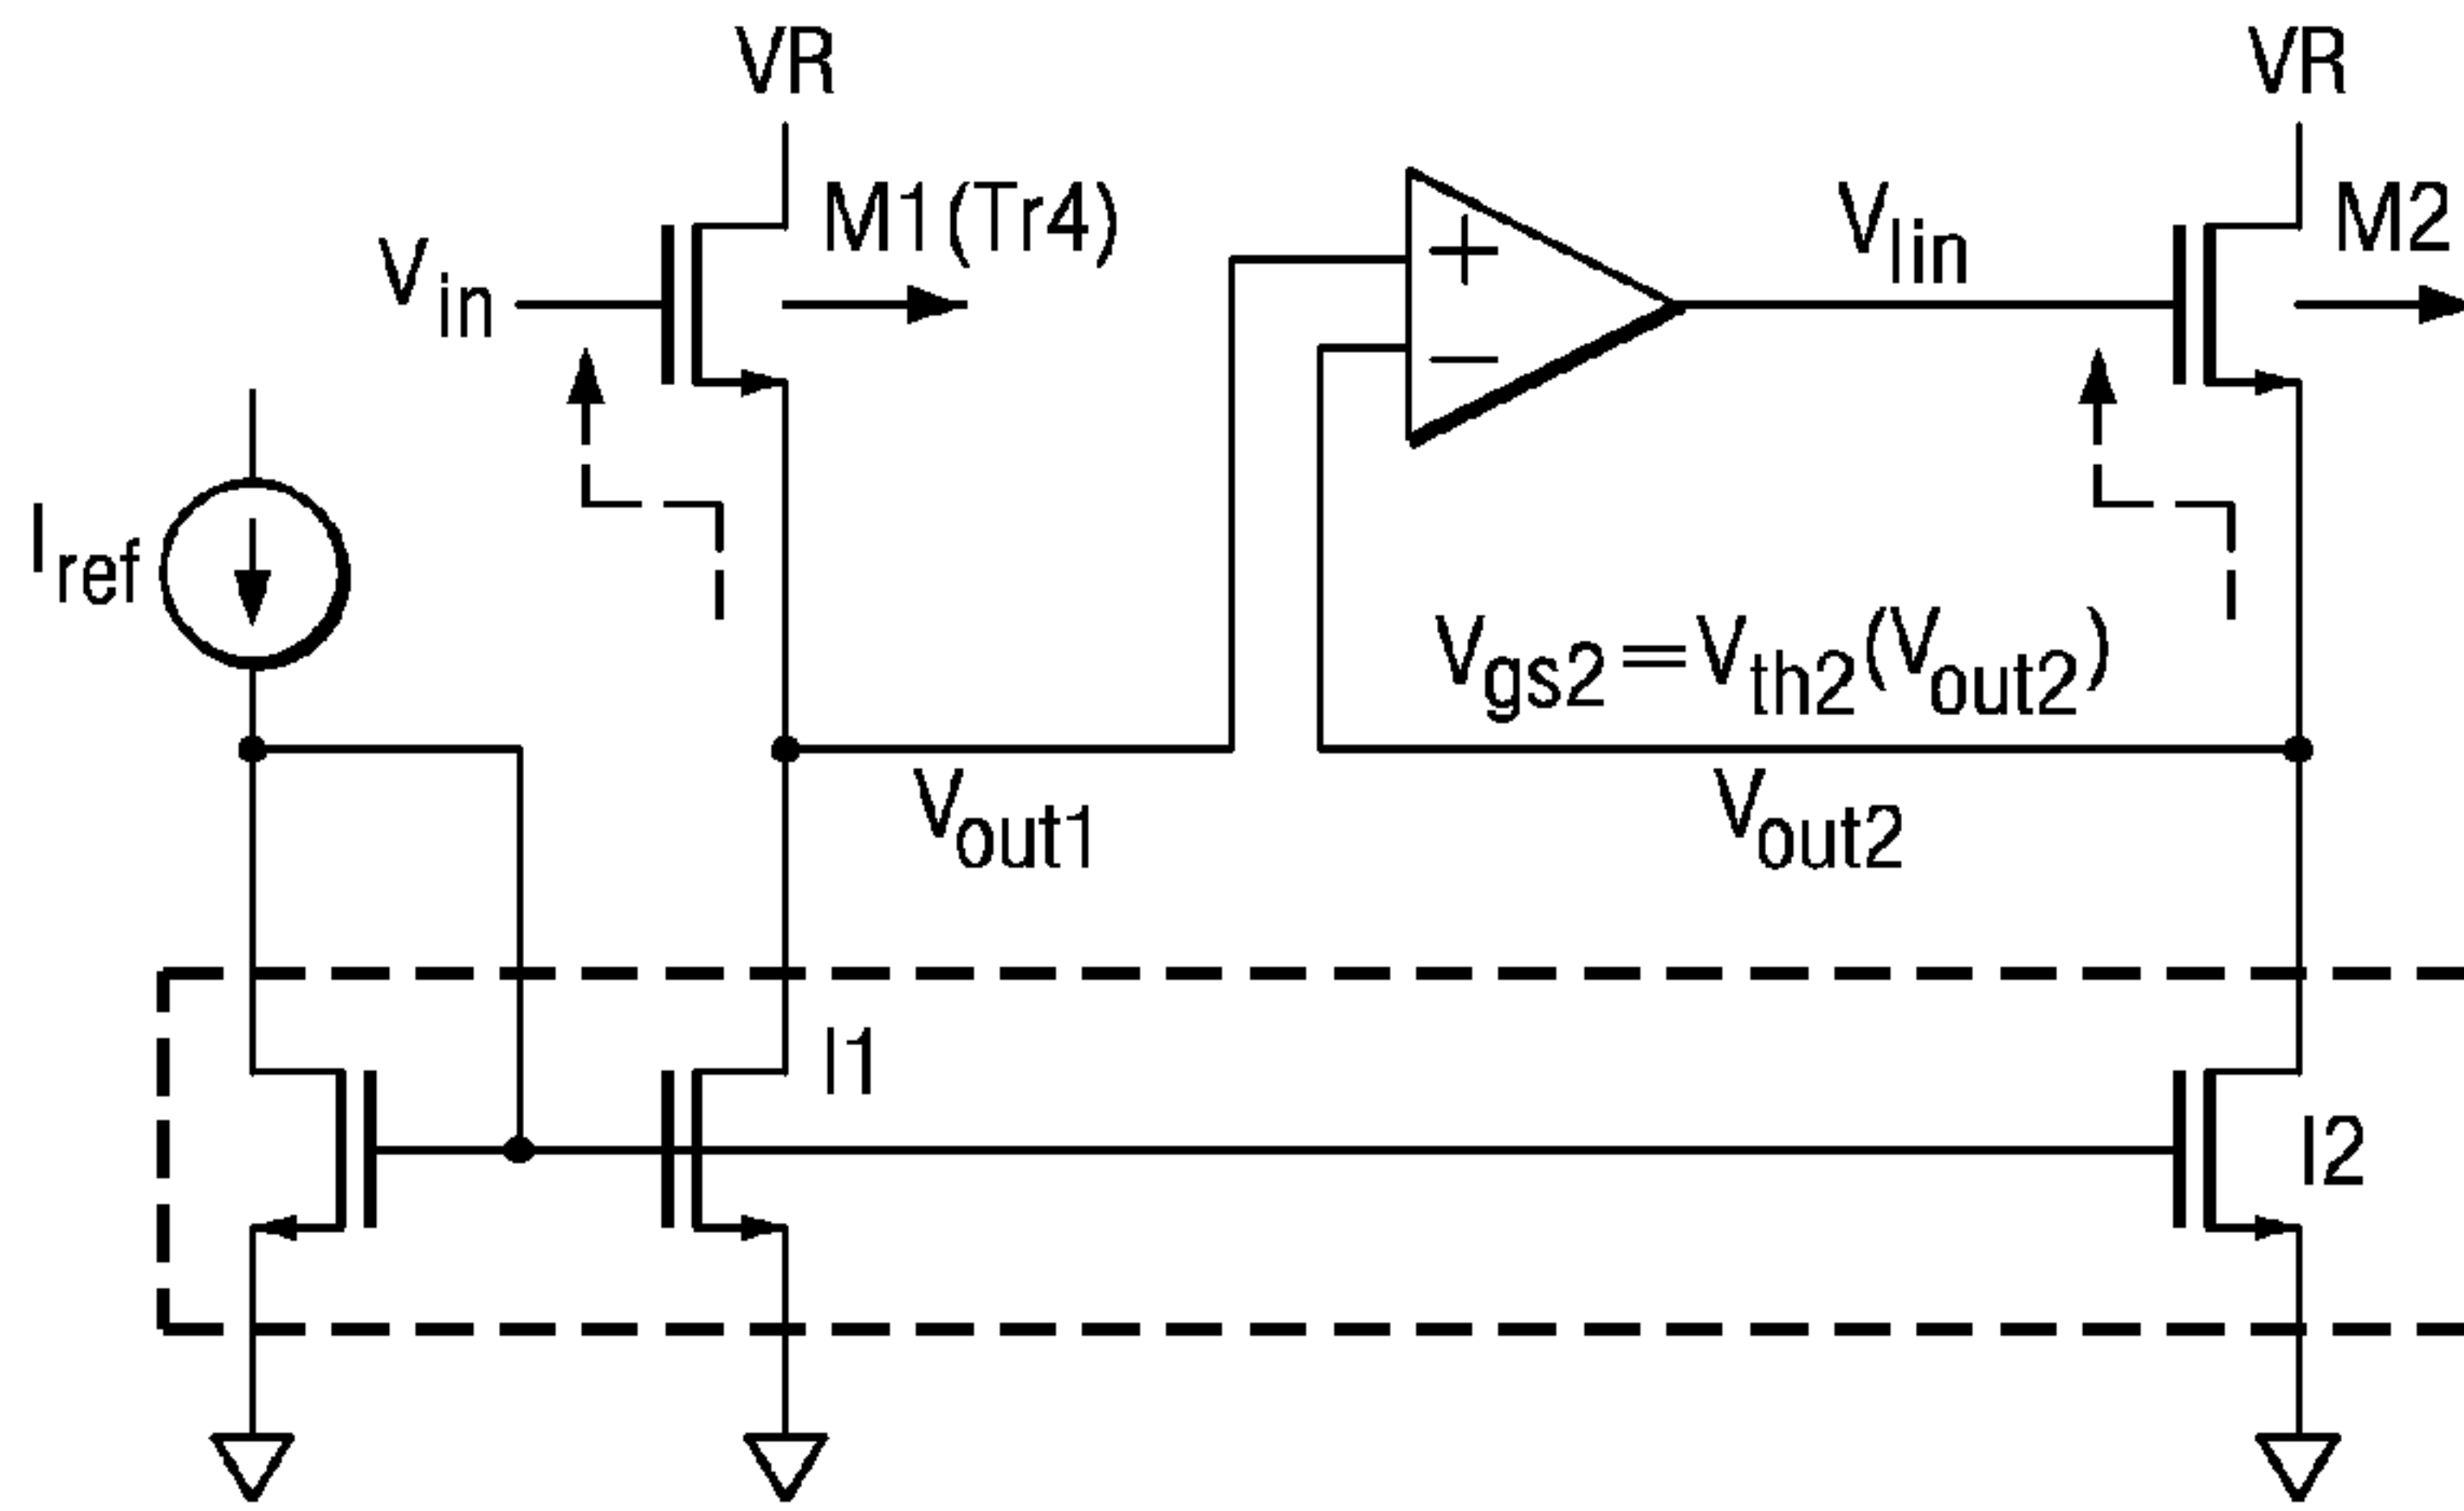 VR
VR
M1(Tr4)
M2
Vin
Vlin
+
−
Iref
Vgs2=Vth2(Vout2)
Vout1
Vout2
I1
I2